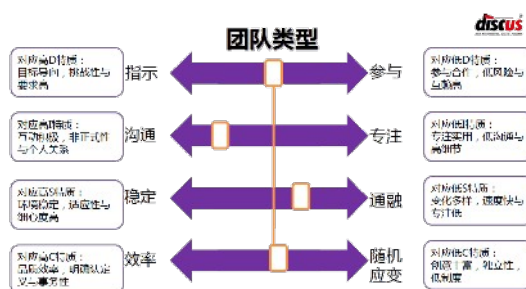 discus
团队类型
对应高D特质：
目标导向，挑战性与
要求高
指示
参与
对应低D特质：
参与合作，低风险与
互赖高
对应高I特质：
互动积极，非正式性
与个人关系
沟通
专注
对应低I特质：
专注实用，低沟通与
高细节
对应高S特质：
环境稳定，适应性与
细心度高
稳定
通融
对应低S特质：
变化多样，速度快与
专注低
对应高C特质：
品质效率，明确认定
义与事务性
效率
随机
应变
对应低C特质：
创意丰富，独立性，
低制度